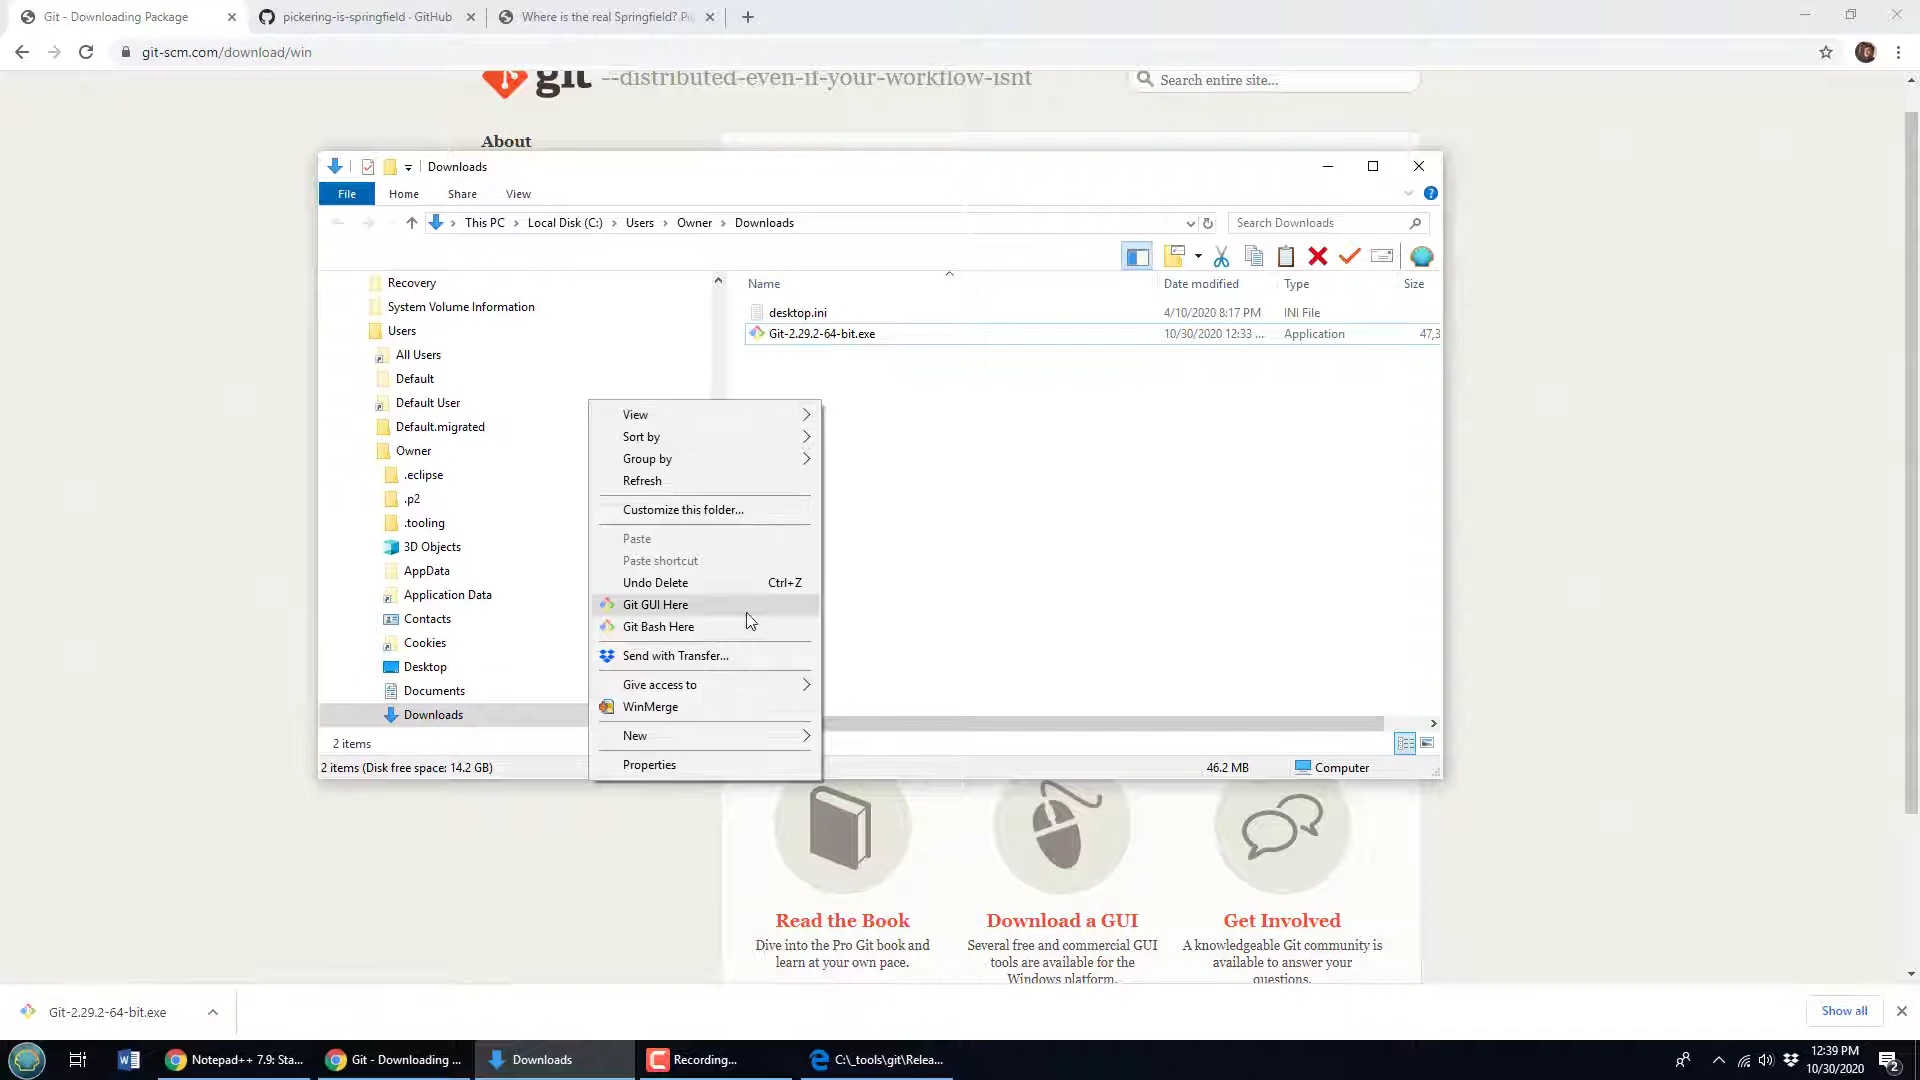 Git - Downloading Package
pickering-is-springfield · GitHub
Where is the real Springfield?
git-scm.com/download/win
git --distributed-even-if-your-workflow-isnt
Search entire site...
About
Downloads
File Home Share View
This PC > Local Disk (C:) > Users > Owner > Downloads
Search Downloads
Name Date modified Type Size
desktop.ini 4/10/2020 8:17 PM INI File
Git-2.29.2-64-bit.exe 10/30/2020 12:33 ... Application 47,3
Recovery
System Volume Information
Users
All Users
Default
Default User
Default.migrated
Owner
.eclipse
.p2
.tooling
3D Objects
AppData
Application Data
Contacts
Cookies
Desktop
Documents
Downloads
View
Sort by
Group by
Refresh
Customize this folder...
Paste
Paste shortcut
Undo Delete Ctrl+Z
Git GUI Here
Git Bash Here
Send with Transfer...
Give access to
WinMerge
New
Properties
2 items
2 items (Disk free space: 14.2 GB) 46.2 MB Computer
Read the Book
Dive into the Pro Git book and
learn at your own pace.
Download a GUI
Several free and commercial GUI
tools are available for the
Windows platform.
Get Involved
A knowledgeable Git community is
available to answer your
questions.
Git-2.29.2-64-bit.exe
Show all
Notepad++ 7.9: Sta...
Git - Downloading ...
Downloads
Recording...
C:\_tools\git\Relea...
12:39 PM
10/30/2020
2